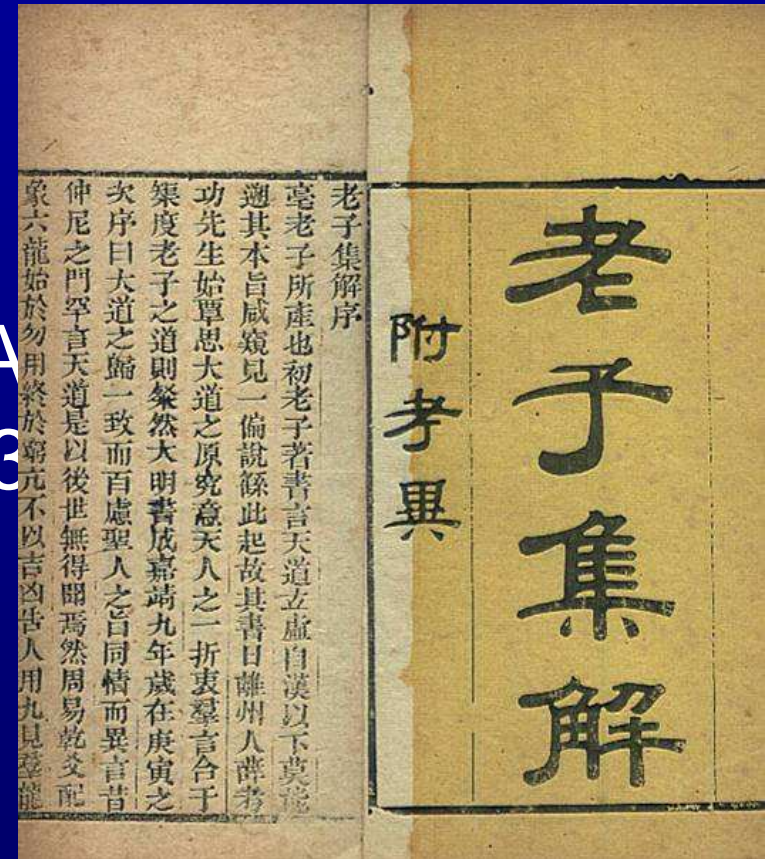 老子集解
附考異
老子集解序
亳老子所產也初老子著書言天道玄虛自漢以下莫能
遡其本旨咸窺見一偏說繇此起故其書日離州人薛考
功先生始覃思大道之原究意天人之一折衷羣言合于
榘度老子之道則粲然大明書成嘉靖九年歲在庚寅之
次序曰大道之歸一致而百慮聖人之旨同情而異言昔
仲尼之門罕言天道是以後世無得聞焉然周易乾爻配
象六龍始於勿用終於窮亢不以吉凶告人用九見羣龍
A
3